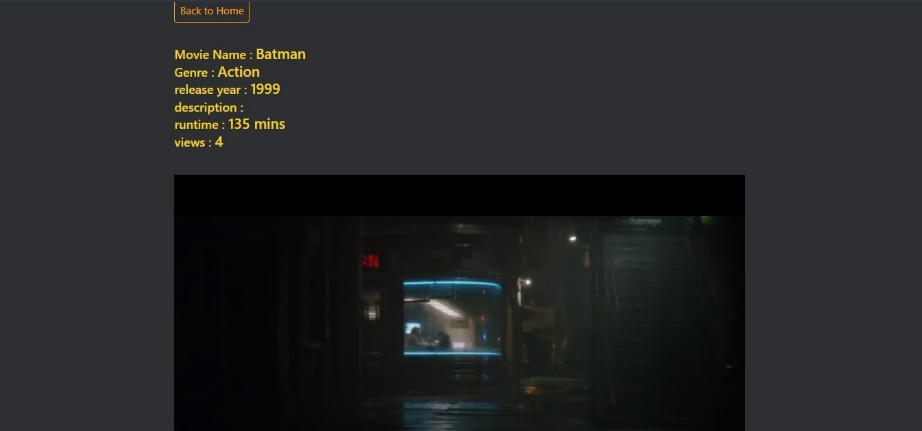 Back to Home
Movie Name : Batman
Genre : Action
release year : 1999
description :
runtime : 135 mins
views : 4